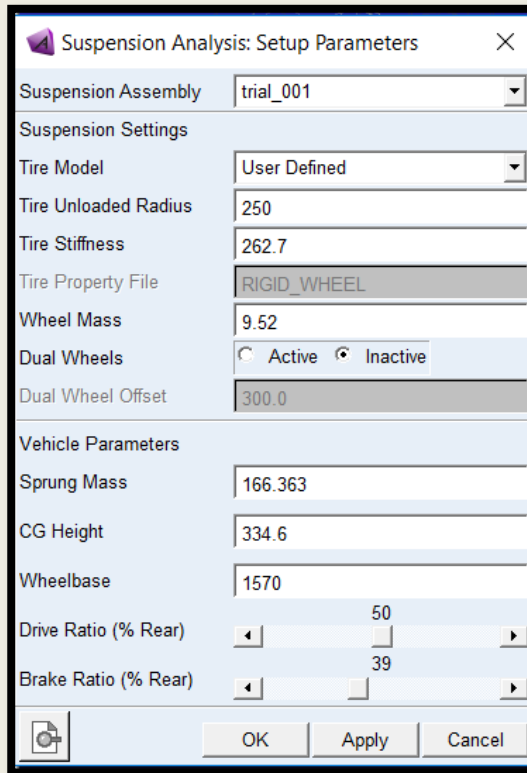 Suspension Analysis: Setup Parameters
Suspension Assembly trial_001
Suspension Settings
Tire Model User Defined
Tire Unloaded Radius 250
Tire Stiffness 262.7
Tire Property File RIGID_WHEEL
Wheel Mass 9.52
Dual Wheels Active Inactive
Dual Wheel Offset 300.0
Vehicle Parameters
Sprung Mass 166.363
CG Height 334.6
Wheelbase 1570
50
Drive Ratio (% Rear)
39
Brake Ratio (% Rear)
OK Apply Cancel